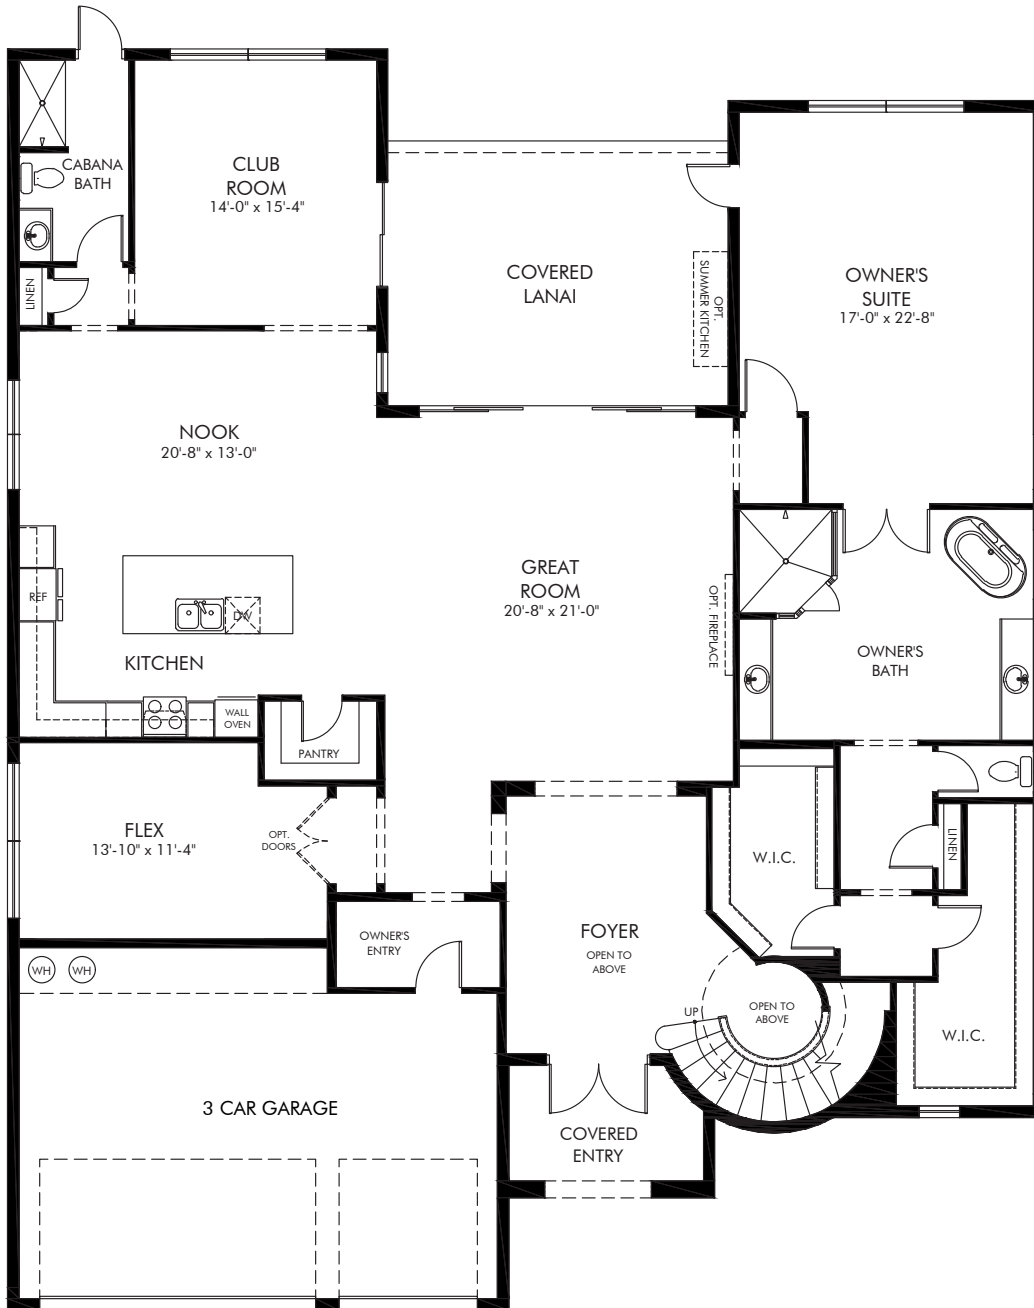 CABANA
BATH
CLUB
ROOM
14'-0" x 15'-4"
LINEN
COVERED
LANAI
OPT.
SUMMER KITCHEN
OWNER'S
SUITE
17'-0" x 22'-8"
NOOK
20'-8" x 13'-0"
REF
DW
KITCHEN
WALL
OVEN
PANTRY
GREAT
ROOM
20'-8" x 21'-0"
OPT. FIREPLACE
OWNER'S
BATH
FLEX
13'-10" x 11'-4"
OPT.
DOORS
W.I.C.
LINEN
OWNER'S
ENTRY
FOYER
OPEN TO
ABOVE
WH
WH
UP
OPEN TO
ABOVE
W.I.C.
3 CAR GARAGE
COVERED
ENTRY